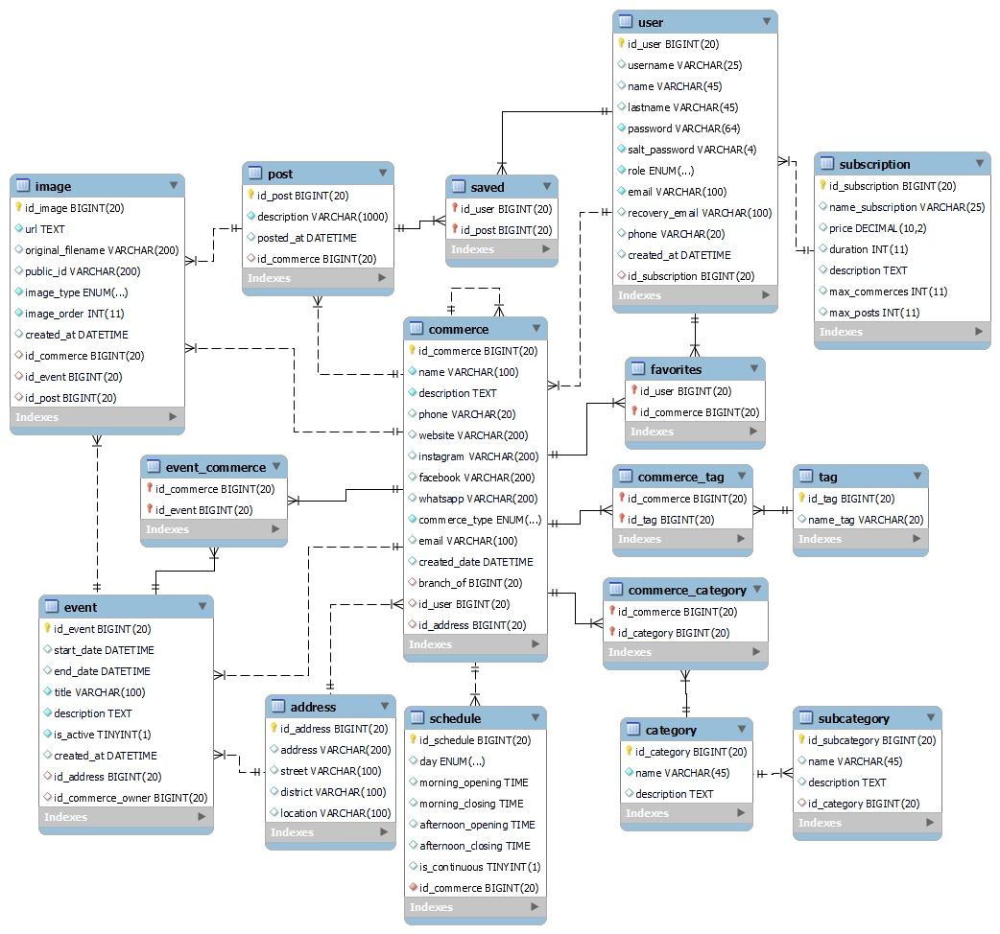 user
id_user BIGINT(20)
username VARCHAR(25)
name VARCHAR(45)
lastname VARCHAR(45)
password VARCHAR(64)
salt_password VARCHAR(4)
role ENUM(...)
email VARCHAR(100)
recovery_email VARCHAR(100)
phone VARCHAR(20)
created_at DATETIME
id_subscription BIGINT(20)
Indexes
subscription
id_subscription BIGINT(20)
name_subscription VARCHAR(25)
price DECIMAL(10,2)
duration INT(11)
description TEXT
max_commerces INT(11)
max_posts INT(11)
Indexes
image
id_image BIGINT(20)
url TEXT
original_filename VARCHAR(200)
public_id VARCHAR(200)
image_type ENUM(...)
image_order INT(11)
created_at DATETIME
id_commerce BIGINT(20)
id_event BIGINT(20)
id_post BIGINT(20)
Indexes
post
id_post BIGINT(20)
description VARCHAR(1000)
posted_at DATETIME
id_commerce BIGINT(20)
Indexes
saved
id_user BIGINT(20)
id_post BIGINT(20)
Indexes
commerce
id_commerce BIGINT(20)
name VARCHAR(100)
description TEXT
phone VARCHAR(20)
website VARCHAR(200)
instagram VARCHAR(200)
facebook VARCHAR(200)
whatsapp VARCHAR(200)
commerce_type ENUM(...)
email VARCHAR(100)
created_date DATETIME
branch_of BIGINT(20)
id_user BIGINT(20)
id_address BIGINT(20)
Indexes
favorites
id_user BIGINT(20)
id_commerce BIGINT(20)
Indexes
event_commerce
id_commerce BIGINT(20)
id_event BIGINT(20)
Indexes
commerce_tag
id_commerce BIGINT(20)
id_tag BIGINT(20)
Indexes
tag
id_tag BIGINT(20)
name_tag VARCHAR(20)
Indexes
commerce_category
id_commerce BIGINT(20)
id_category BIGINT(20)
Indexes
event
id_event BIGINT(20)
start_date DATETIME
end_date DATETIME
title VARCHAR(100)
description TEXT
is_active TINYINT(1)
created_at DATETIME
id_address BIGINT(20)
id_commerce_owner BIGINT(20)
Indexes
address
id_address BIGINT(20)
address VARCHAR(200)
street VARCHAR(100)
district VARCHAR(100)
location VARCHAR(100)
Indexes
schedule
id_schedule BIGINT(20)
day ENUM(...)
morning_opening TIME
morning_closing TIME
afternoon_opening TIME
afternoon_closing TIME
is_continuous TINYINT(1)
id_commerce BIGINT(20)
Indexes
category
id_category BIGINT(20)
name VARCHAR(45)
description TEXT
Indexes
subcategory
id_subcategory BIGINT(20)
name VARCHAR(45)
description TEXT
id_category BIGINT(20)
Indexes